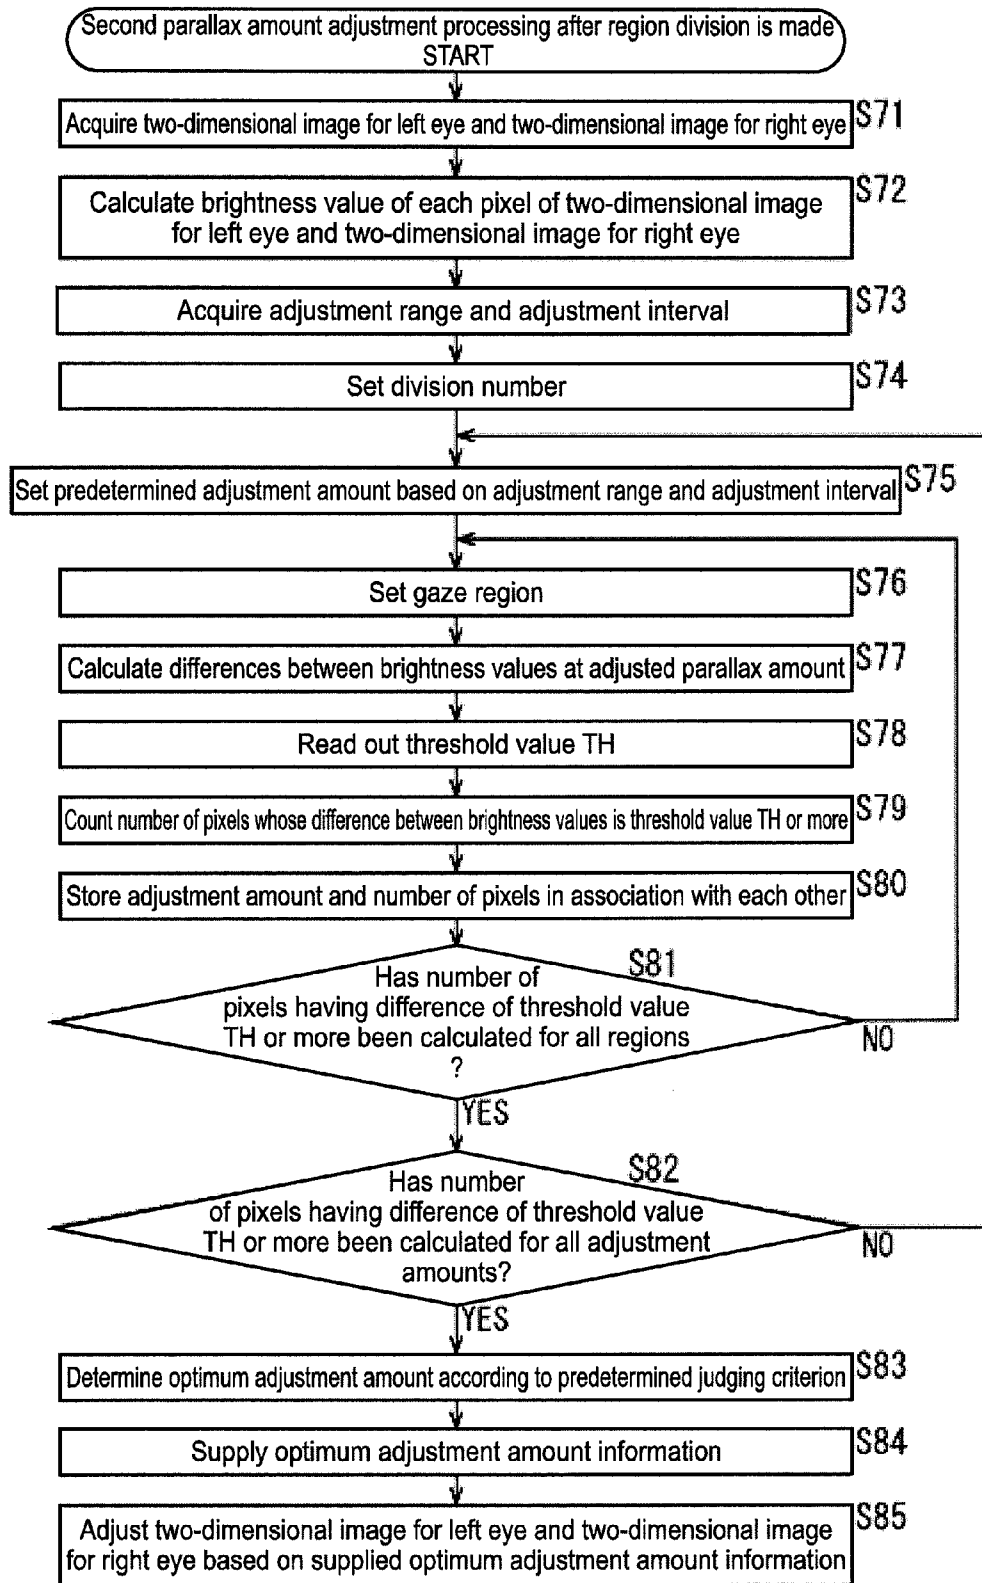 Second parallax amount adjustment processing after region division is made
START
Acquire two-dimensional image for left eye and two-dimensional image for right eye
S71
Calculate brightness value of each pixel of two-dimensional image
for left eye and two-dimensional image for right eye
S72
Acquire adjustment range and adjustment interval
S73
Set division number
S74
Set predetermined adjustment amount based on adjustment range and adjustment interval
S75
Set gaze region
S76
Calculate differences between brightness values at adjusted parallax amount
S77
Read out threshold value TH
S78
Count number of pixels whose difference between brightness values is threshold value TH or more
S79
Store adjustment amount and number of pixels in association with each other
S80
S81
Has number of
pixels having difference of threshold value
TH or more been calculated for all regions
?
NO
YES
S82
Has number
of pixels having difference of threshold value
TH or more been calculated for all adjustment
amounts?
NO
YES
Determine optimum adjustment amount according to predetermined judging criterion
S83
Supply optimum adjustment amount information
S84
Adjust two-dimensional image for left eye and two-dimensional image
for right eye based on supplied optimum adjustment amount information
S85